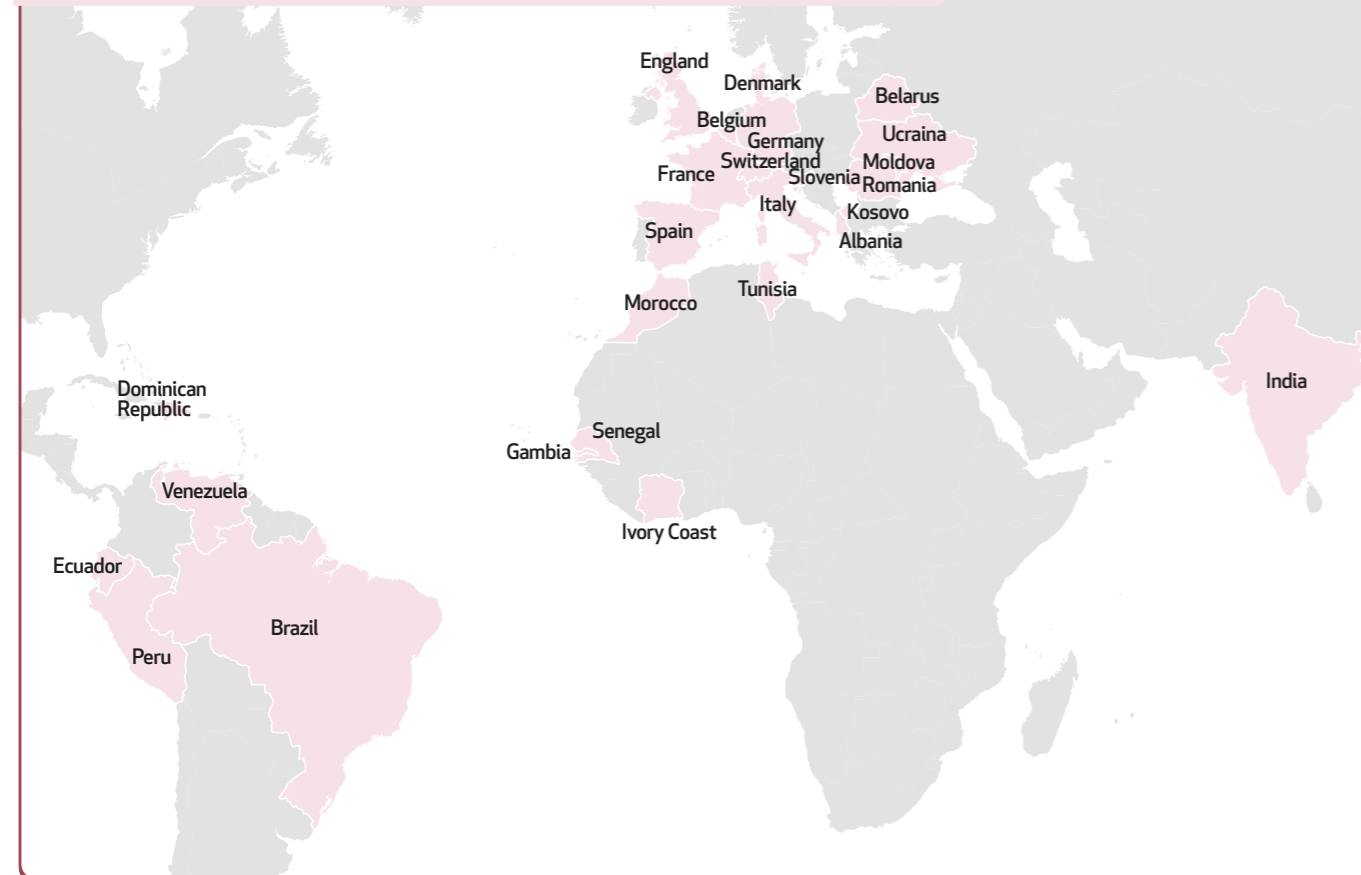 England
Denmark
Belarus
Belgium
Ucraina
Germany
Switzerland
Moldova
France
Slovenia
Romania
Italy
Kosovo
Spain
Albania
Tunisia
Morocco
India
Dominican
Republic
Senegal
Gambia
Venezuela
Ivory Coast
Ecuador
Brazil
Peru